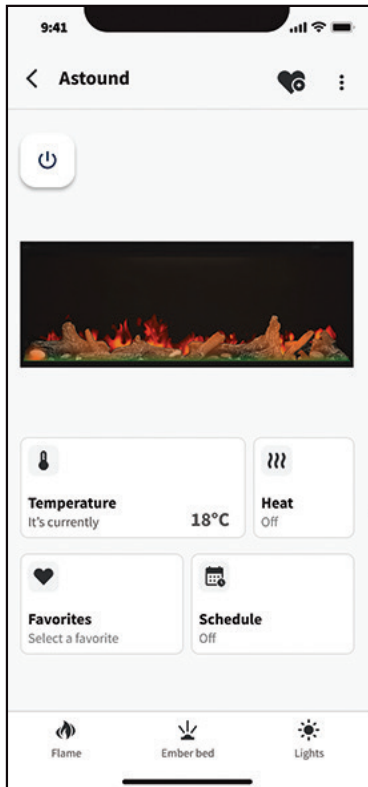 9:41
Astound
Temperature
It's currently
18°C
Heat
Off
Favorites
Select a favorite
Schedule
Off
Flame
Ember bed
Lights